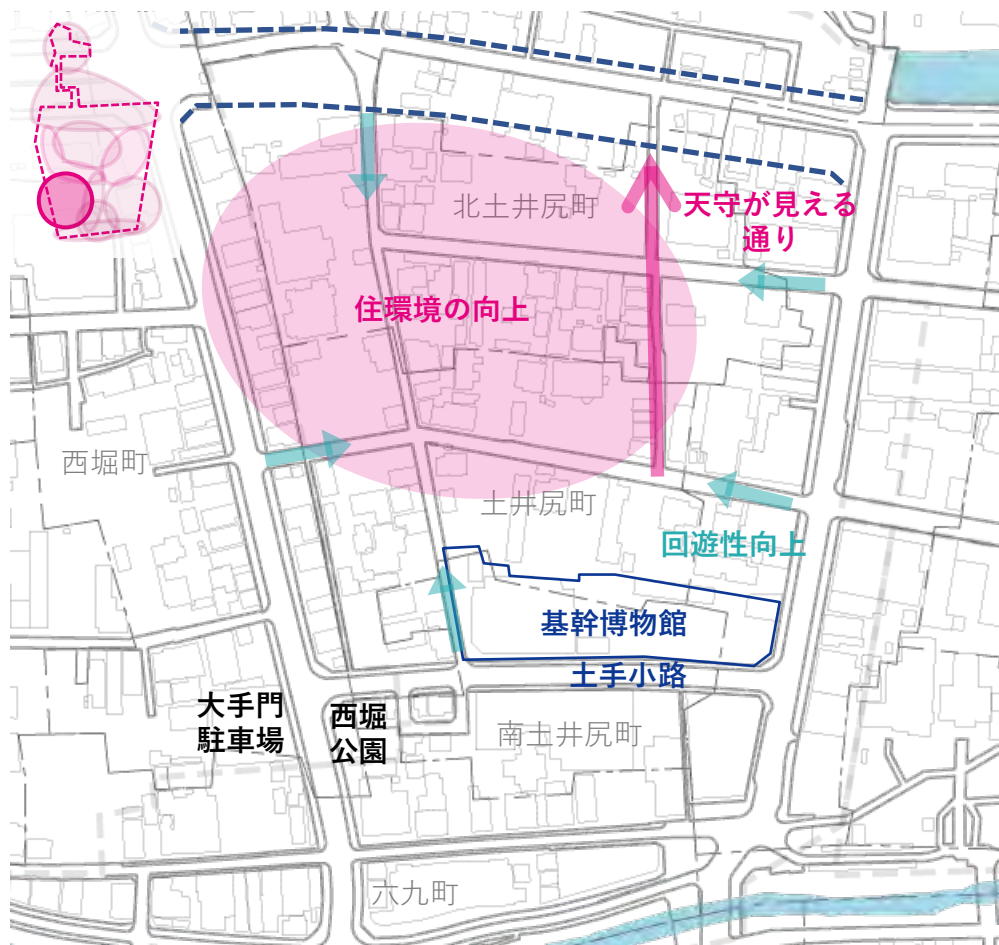 北土井尻町
天守が見える
通り
住環境の向上
西堀町
土井尻町
回遊性向上
基幹博物館
土手小路
大手門
駐車場
西堀
公園
南土井尻町
六九町